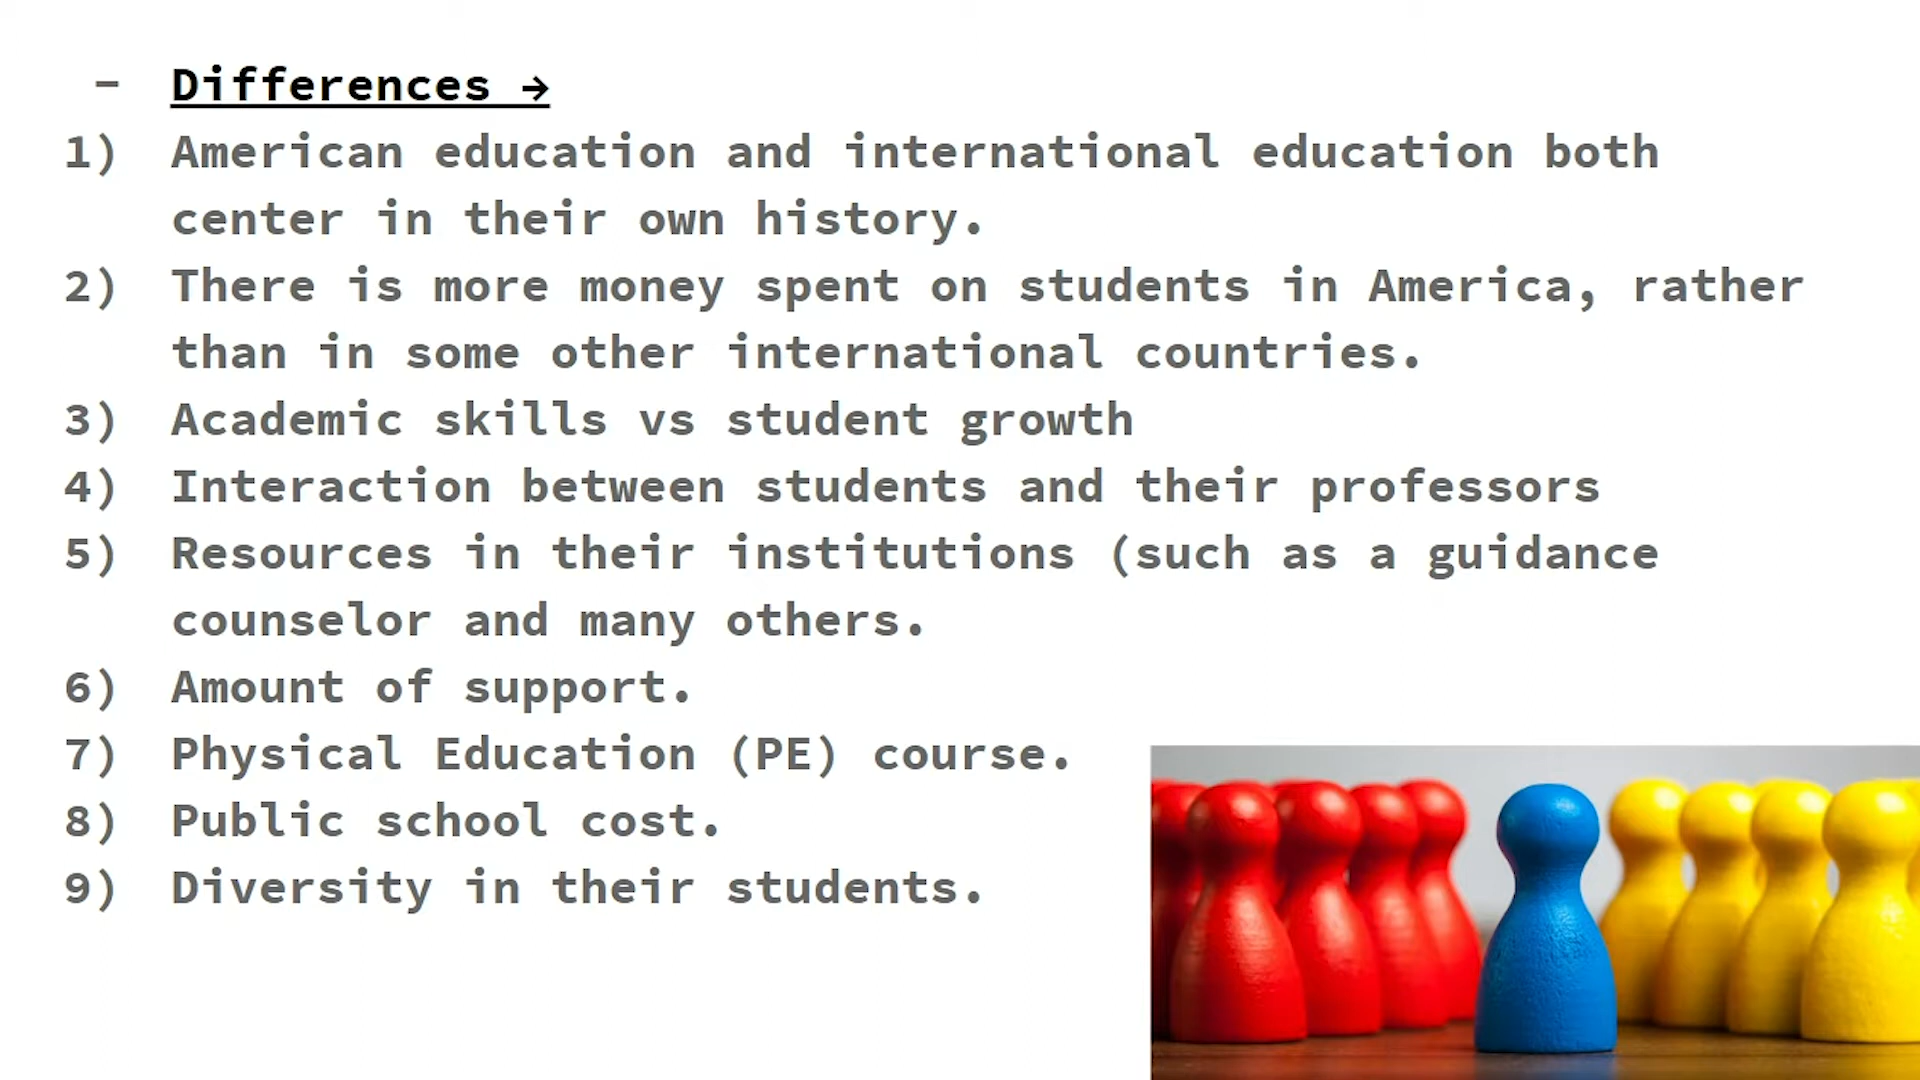 - Differences →
1) American education and international education both
center in their own history.
2) There is more money spent on students in America, rather
than in some other international countries.
3) Academic skills vs student growth
4) Interaction between students and their professors
5) Resources in their institutions (such as a guidance
counselor and many others.
6) Amount of support.
7) Physical Education (PE) course.
8) Public school cost.
9) Diversity in their students.